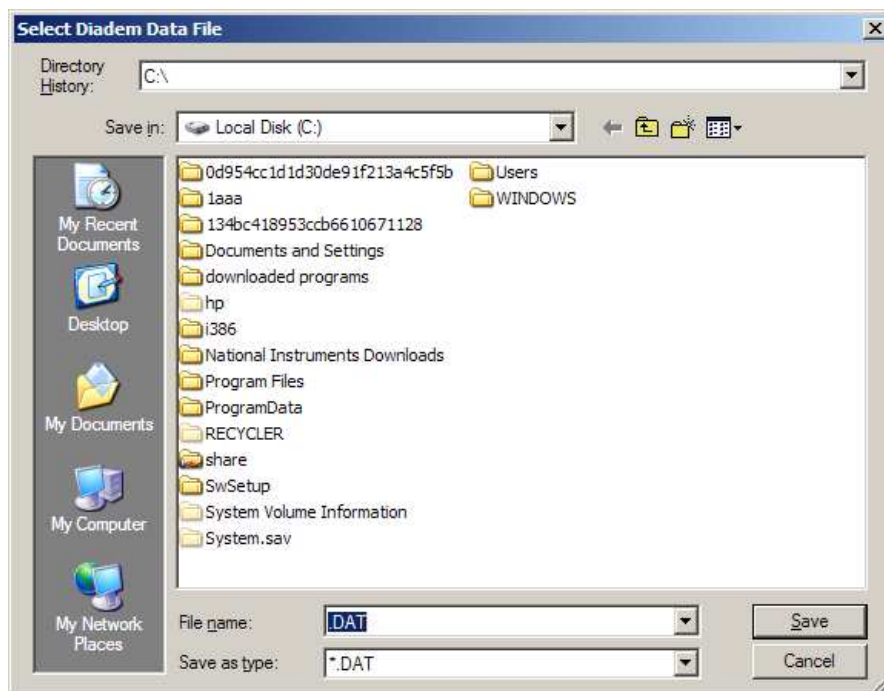 Select Diadem Data File
Directory
History:
C:\
Save in:
Local Disk (C:)
My Recent
Documents
Desktop
My Documents
My Computer
My Network
Places
0d954cc1d1d30de91f213a4c5f5b
1aaa
134bc418953ccb6610671128
Documents and Settings
downloaded programs
hp
i386
National Instruments Downloads
Program Files
ProgramData
RECYCLER
share
SwSetup
System Volume Information
System.sav
Users
WINDOWS
File name:
.DAT
Save
Save as type:
*.DAT
Cancel